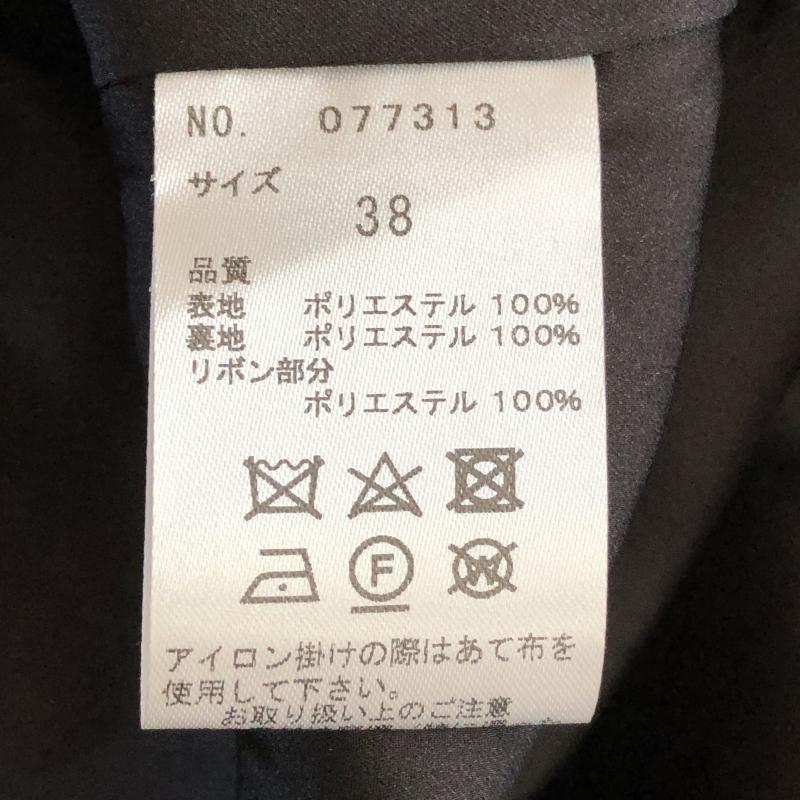 NO. 077313
サイズ
38
品質
表地 ポリエステル 100%
裏地 ポリエステル 100%
リボン部分
ポリエステル 100%
F
W
アイロン掛けの際はあて布を
使用して下さい。
お取り扱い上のご注意